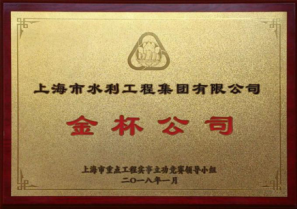 上海市水利工程集团有限公司
金杯公司
上海市重点工程实事立功竞赛领导小组
二〇一八年一月